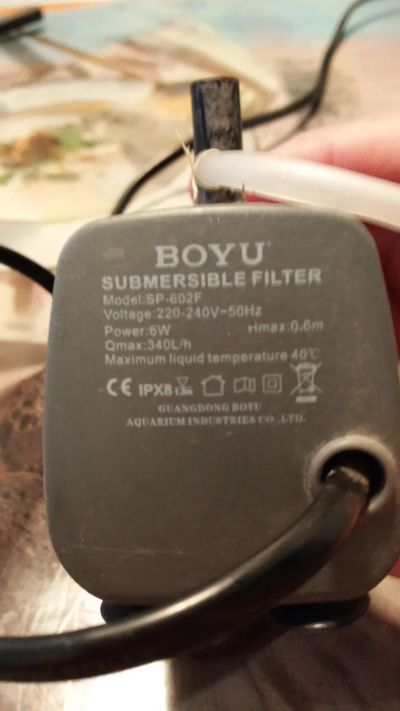 BOYU
SUBMERSIBLE FILTER
Model:SP-602F
Voltage:220-240V~50Hz
Power:6W Hmax:0.6m
Qmax:340L/h
Maximum liquid temperature 40℃
CE IPX8
GUANGDONG BOYU
AQUARIUM INDUSTRIES CO.,LTD.